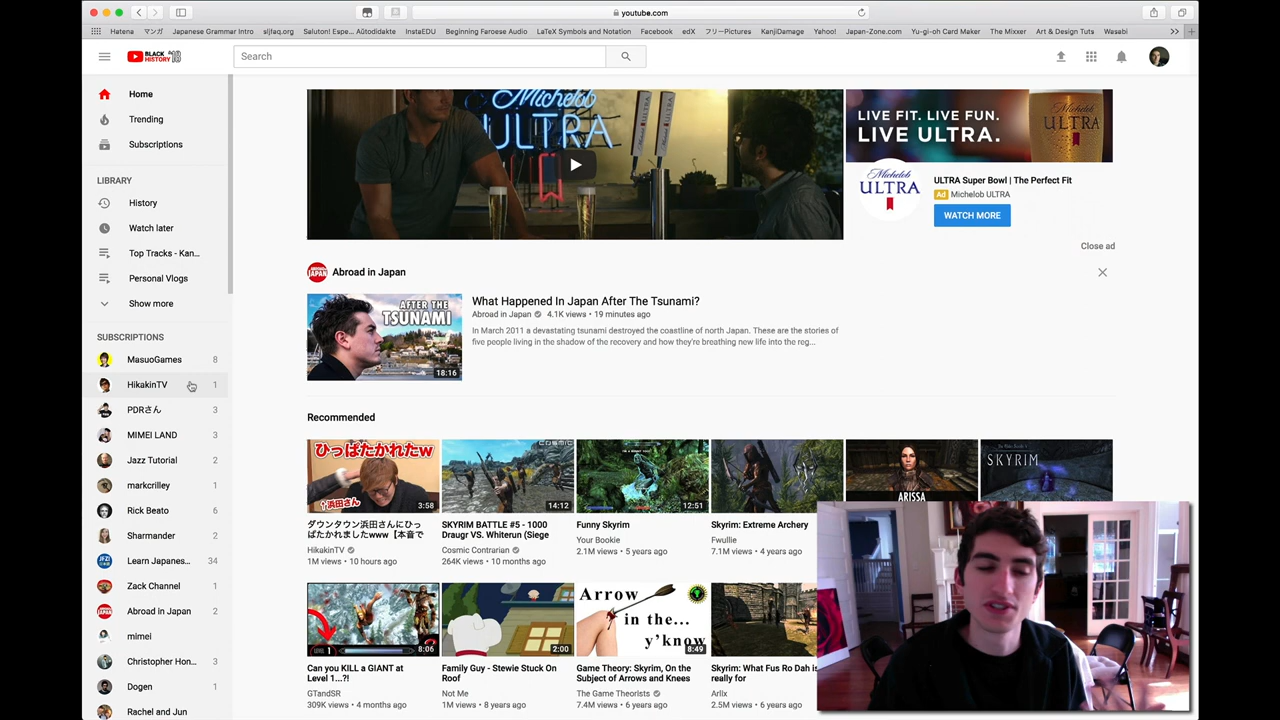 youtube.com
Hatena マンガ Japanese Grammar Intro sljfaq.org Saluton! Espe... Aŭtodidakte InstaEDU Beginning Faroese Audio LaTeX Symbols and Notation Facebook edX フリーPictures KanjiDamage Yahoo! Japan-Zone.com Yu-gi-oh Card Maker The Mixxer Art & Design Tuts Wasabi
BLACK HISTORY
Search
Home
Trending
Subscriptions
LIBRARY
History
Watch later
Top Tracks - Kan...
Personal Vlogs
Show more
SUBSCRIPTIONS
MasuoGames 8
HikakinTV 1
PDRさん 3
MIMEI LAND 3
Jazz Tutorial 2
markcrilley 1
Rick Beato 6
Sharmander 2
Learn Japanes... 34
Zack Channel 1
Abroad in Japan 2
mimei
Christopher Hon... 1
Dogen 1
Rachel and Jun
Michelob
ULTRA
LIVE FIT. LIVE FUN.
LIVE ULTRA.
ULTRA
Michelob
ULTRA
ULTRA Super Bowl | The Perfect Fit
Ad Michelob ULTRA
WATCH MORE
Close ad
Abroad in Japan
AFTER THE
TSUNAMI
18:16
What Happened In Japan After The Tsunami?
Abroad in Japan 4.1K views • 19 minutes ago
In March 2011 a devastating tsunami destroyed the coastline of north Japan. These are the stories of
five people living in the shadow of the recovery and how they're breathing new life into the reg...
Recommended
ひっぱたかれたw
浜田さん
3:58
ダウンタウン浜田さんにひっ
ぱたかれましたwww【本音で
HikakinTV
1M views • 10 hours ago
COSMIC
14:12
SKYRIM BATTLE #5 - 1000
Draugr VS. Whiterun (Siege
Cosmic Contrarian
264K views • 10 months ago
12:51
Funny Skyrim
Your Bookie
2.1M views • 5 years ago
Skyrim: Extreme Archery
Fwullie
7.1M views • 4 years ago
ARISSA
SKYRIM
LEVEL 1
8:06
Can you KILL a GIANT at
Level 1...?!
GTandSR
309K views • 4 months ago
2:00
Family Guy - Stewie Stuck On
Roof
Not Me
1M views • 8 years ago
Arrow
in the...
y'know
8:49
Game Theory: Skyrim, On the
Subject of Arrows and Knees
The Game Theorists
7.4M views • 6 years ago
Skyrim: What Fus Ro Dah is
really for
Arlix
2.5M views • 6 years ago